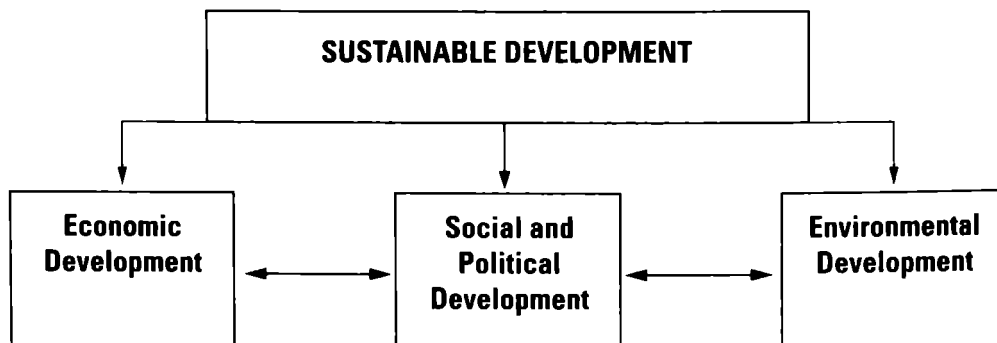 SUSTAINABLE DEVELOPMENT
Economic
Development
Social and
Political
Development
Environmental
Development